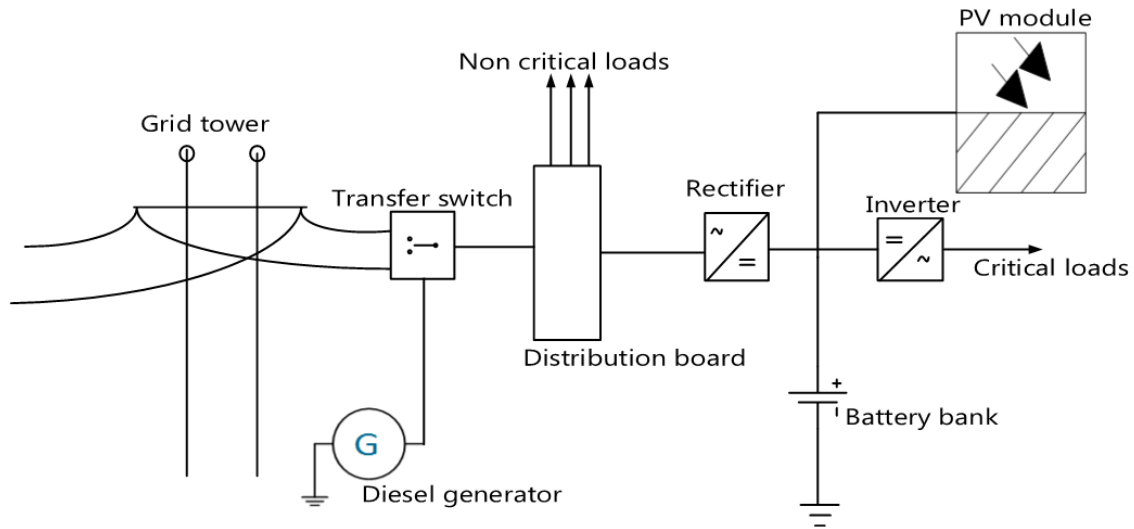 PV module
Non critical loads
Grid tower
Transfer switch
Rectifier
Inverter
~
=
=
~
Critical loads
Distribution board
+
Battery bank
G
Diesel generator